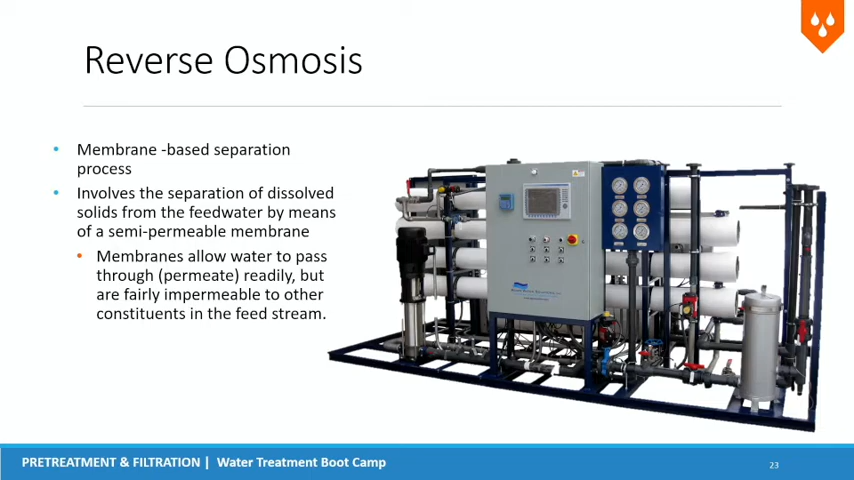 Reverse Osmosis
• Membrane -based separation
process
• Involves the separation of dissolved
solids from the feedwater by means
of a semi-permeable membrane
• Membranes allow water to pass
through (permeate) readily, but
are fairly impermeable to other
constituents in the feed stream.
PRETREATMENT & FILTRATION | Water Treatment Boot Camp
23